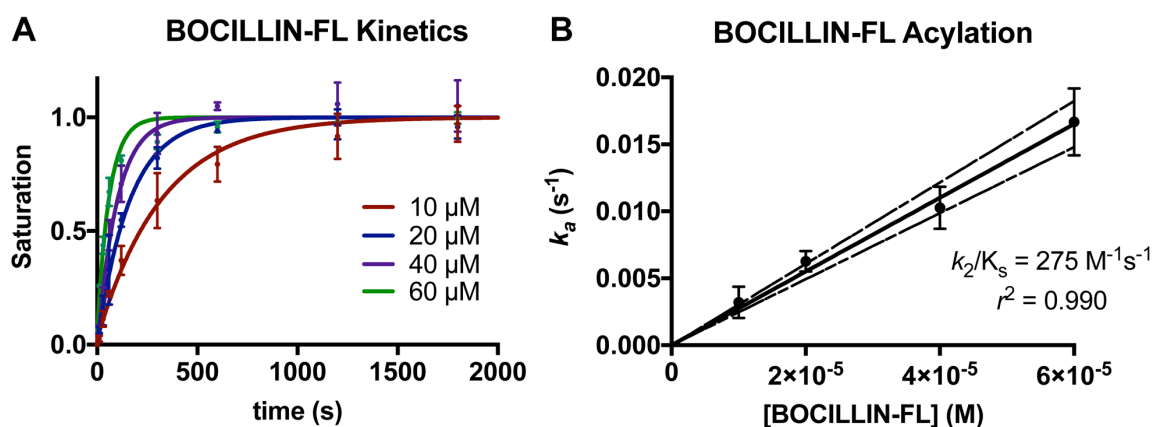 A
BOCILLIN-FL Kinetics
Saturation
1.0
0.5
0.0
0
500
1000
1500
2000
time (s)
10 µM
20 µM
40 µM
60 µM
B
BOCILLIN-FL Acylation
kₐ (s⁻¹)
0.020
0.015
0.010
0.005
0.000
0
2×10⁻⁵
4×10⁻⁵
6×10⁻⁵
[BOCILLIN-FL] (M)
k₂/Kₛ = 275 M⁻¹s⁻¹
r² = 0.990